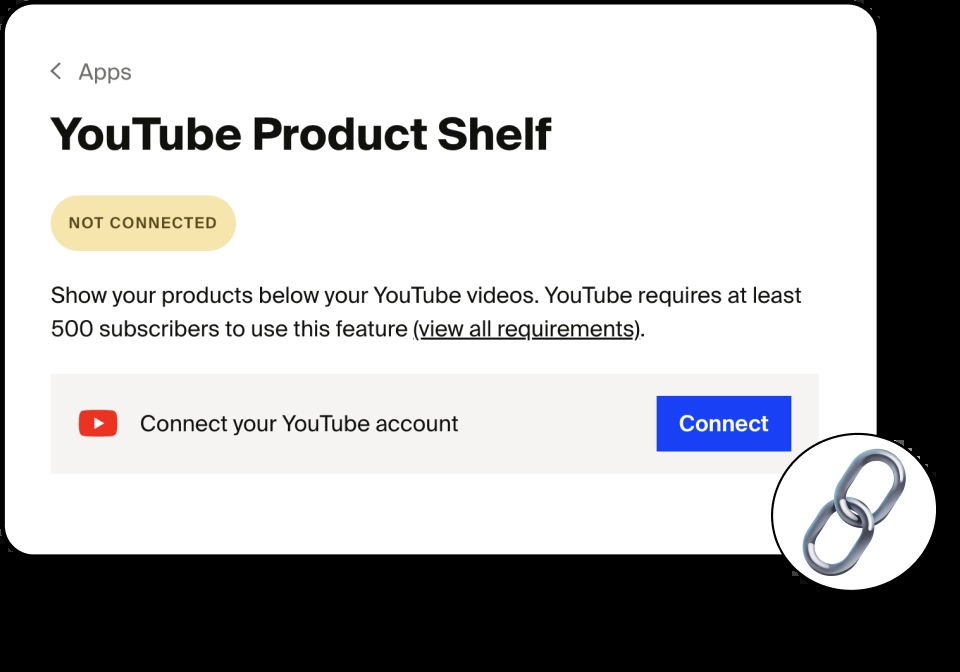 Apps
YouTube Product Shelf
NOT CONNECTED
Show your products below your YouTube videos. YouTube requires at least
500 subscribers to use this feature (view all requirements).
Connect your YouTube account
Connect